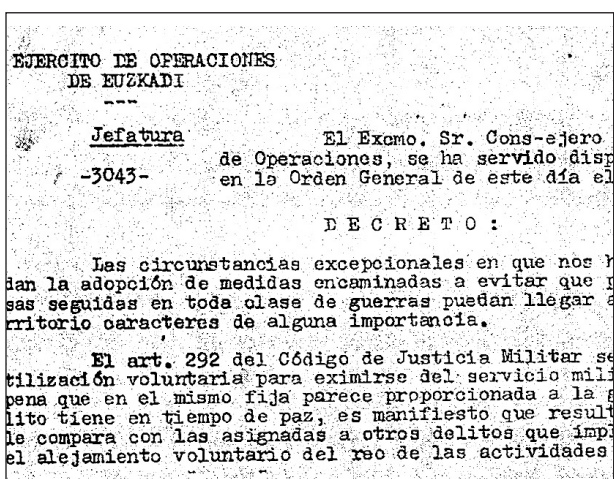 EJERCITO DE OPERACIONES
DE EUZKADI
---
Jefatura
-3043-
El Excmo. Sr. Cons-ejero
de Operaciones, se ha servido disp
en la Orden General de este día el
D E C R E T O :
Las circunstancias excepcionales en que nos h
dan la adopción de medidas encaminadas a evitar que p
sas seguidas en toda clase de guerras puedan llegar a
rritorio caracteres de alguna importancia.
El art. 292 del Código de Justicia Militar se
tilización voluntaria para eximirse del servicio mili
pena que en el mismo fija parece proporcionada a la g
lito tiene en tiempo de paz, es manifiesto que result
le compara con las asignadas a otros delitos que impl
el alejamiento voluntario del reo de las actividades